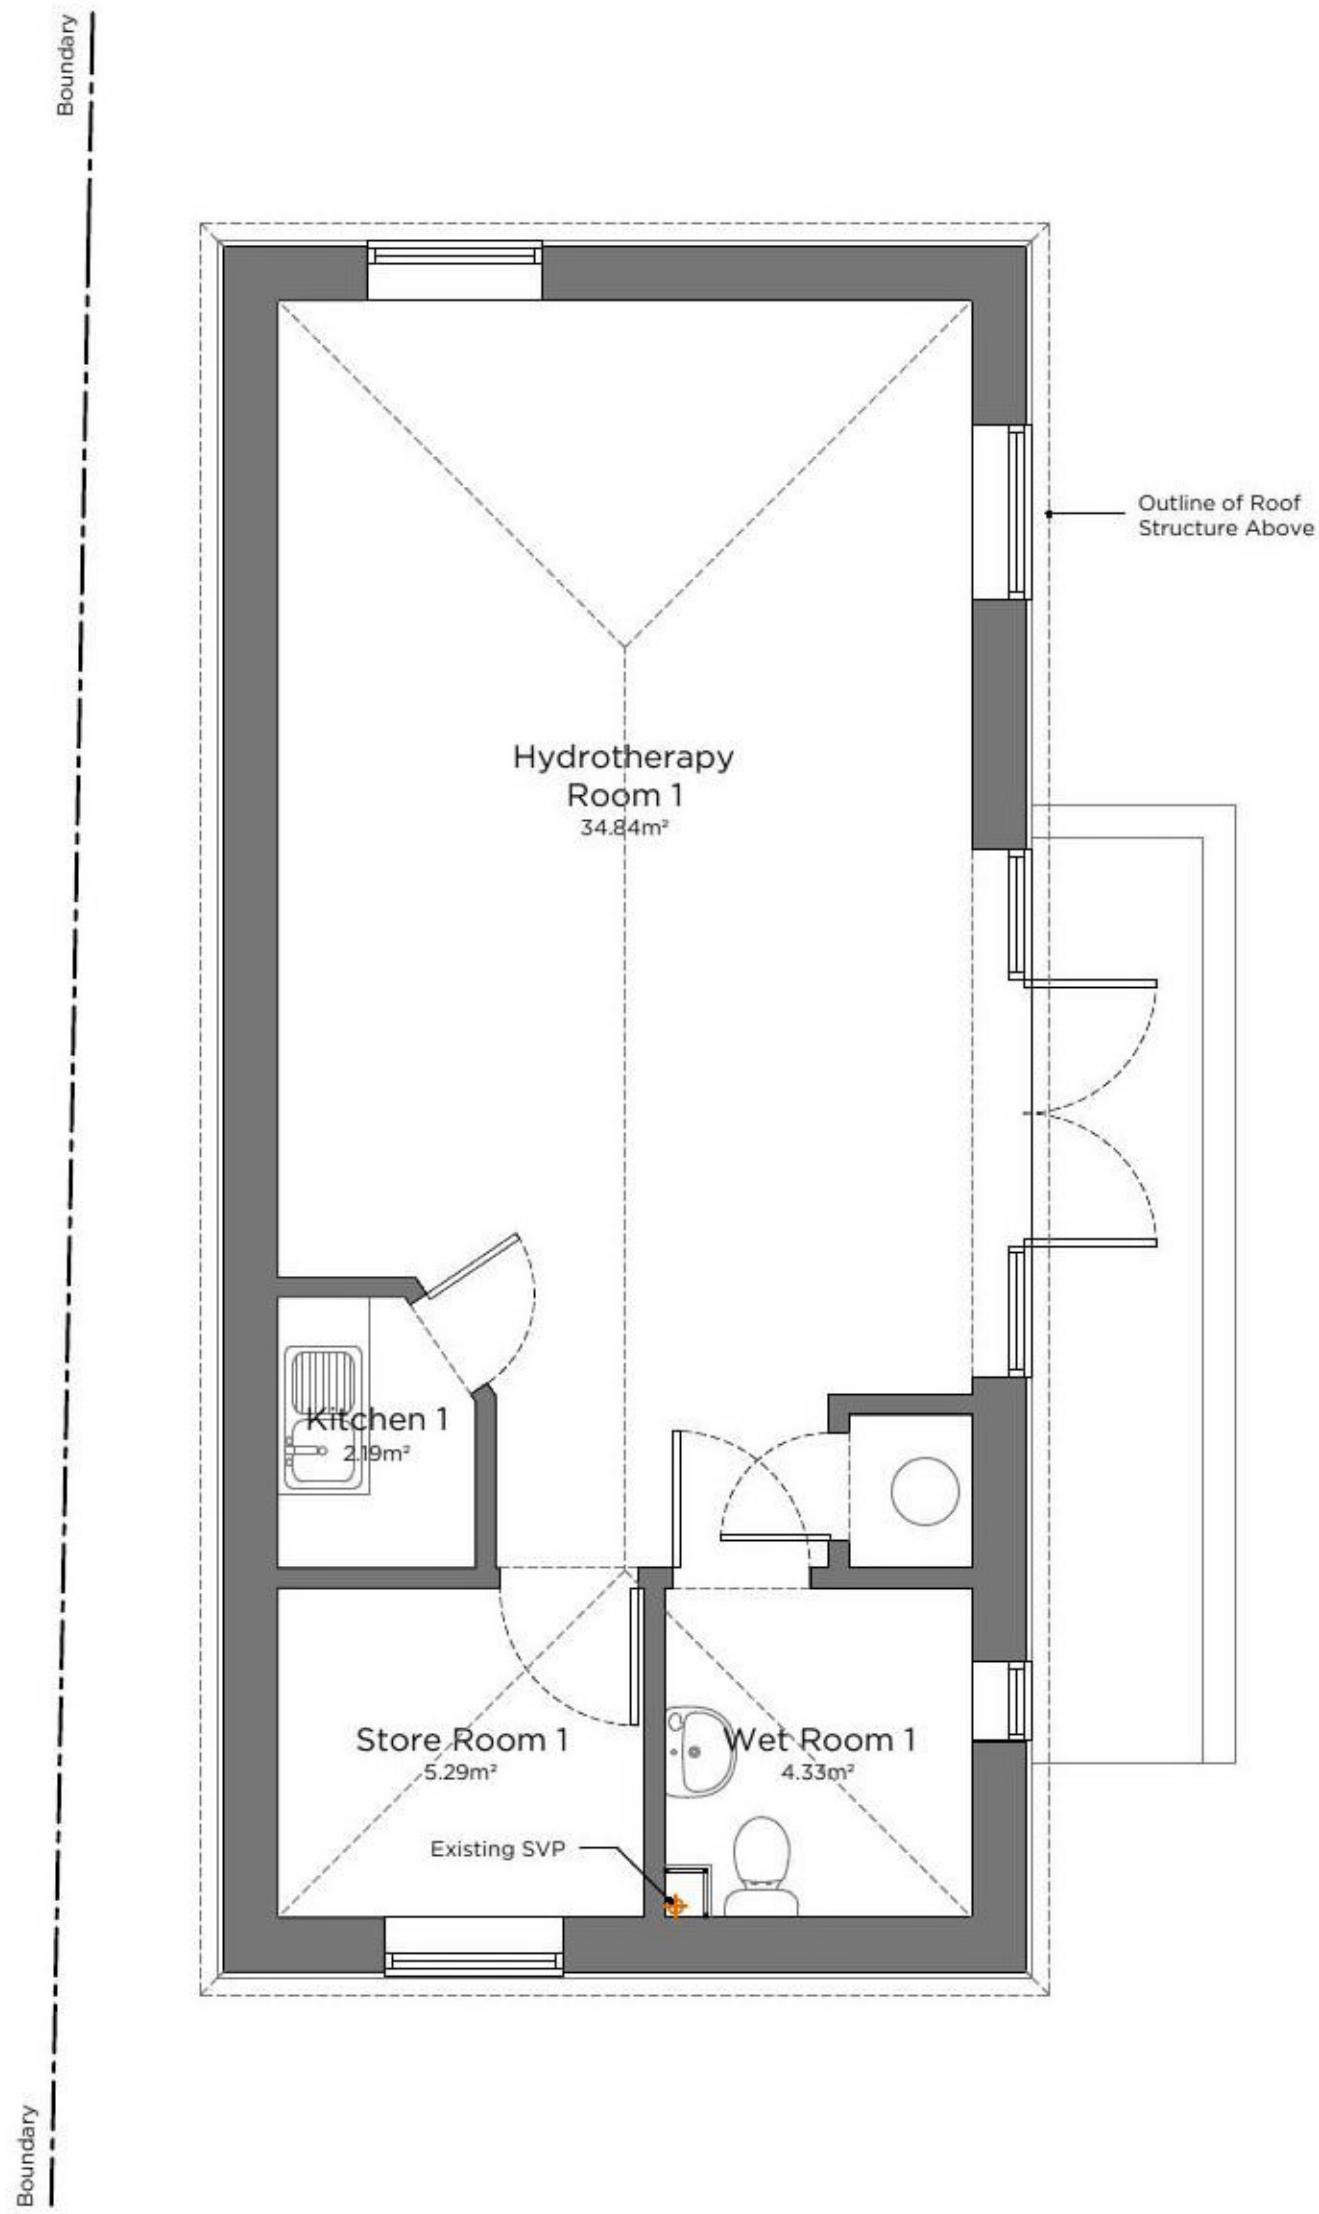 Boundary
Outline of Roof
Structure Above
Hydrotherapy
Room 1
34.84m²
Kitchen 1
2.19m²
Store Room 1
5.29m²
Wet Room 1
4.33m²
Existing SVP
Boundary